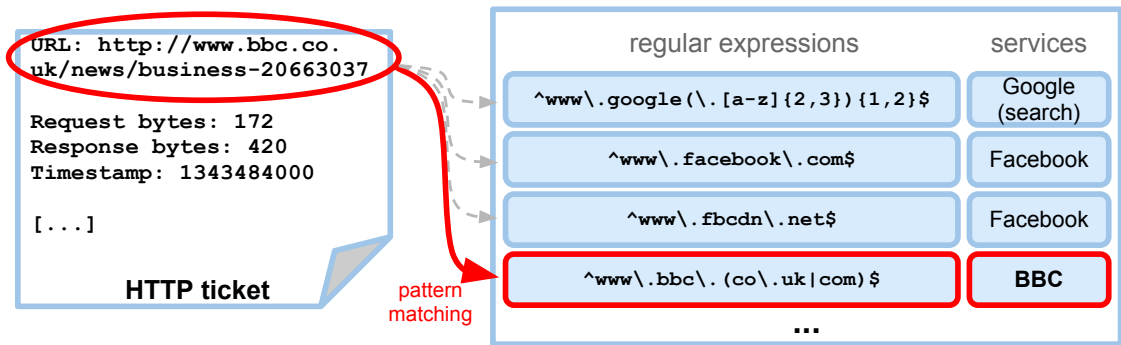 URL: http://www.bbc.co.
uk/news/business-20663037
Request bytes: 172
Response bytes: 420
Timestamp: 1343484000
[...]
HTTP ticket
pattern
matching
regular expressions
services
^www\.google(\.[a-z]{2,3}){1,2}$
Google
(search)
^www\.facebook\.com$
Facebook
^www\.fbcdn\.net$
Facebook
^www\.bbc\.(co\.uk|com)$
BBC
...